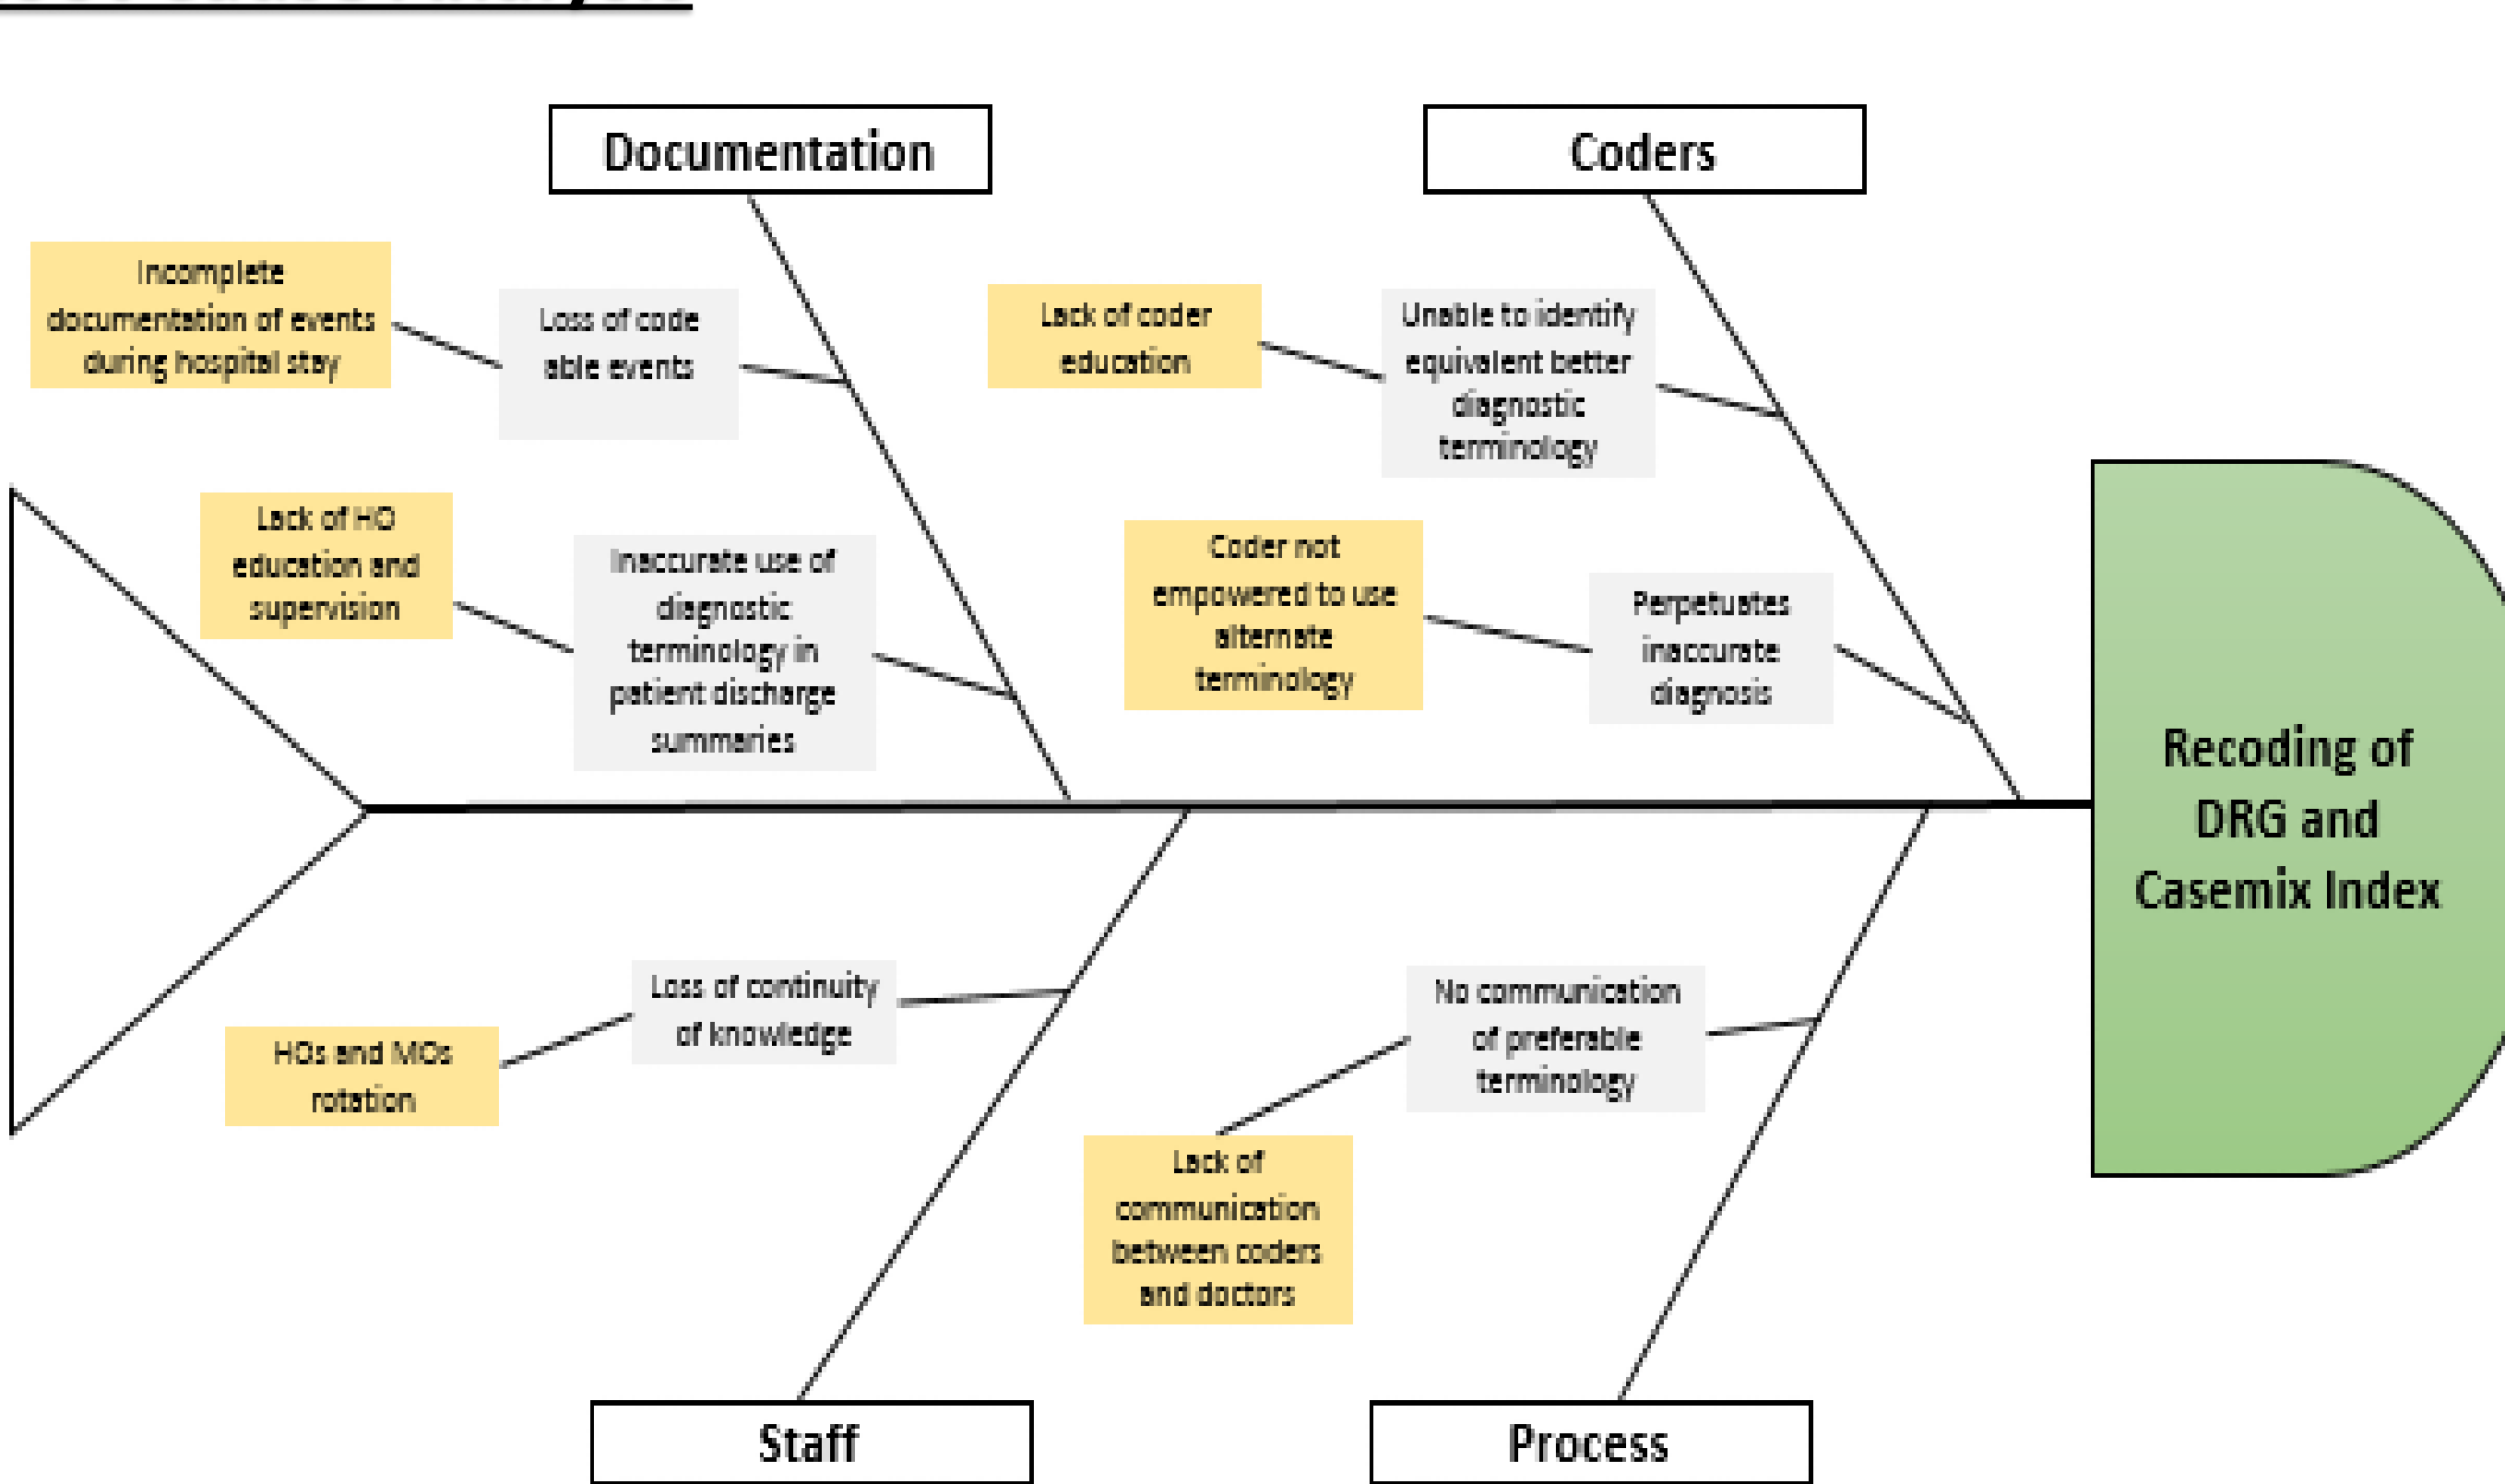 Documentation
Coders
Incomplete
documentation of events
during hospital stay
Loss of code
able events
Lack of coder
education
Unable to identify
equivalent better
diagnostic
terminology
Lack of HO
education and
supervision
Inaccurate use of
diagnostic
terminology in
patient discharge
summaries
Coder not
empowered to use
alternate
terminology
Perpetuates
inaccurate
diagnosis
Recoding of
DRG and
Casemix Index
HOs and MOs
rotation
Loss of continuity
of knowledge
No communication
of preferable
terminology
Lack of
communication
between coders
and doctors
Staff
Process